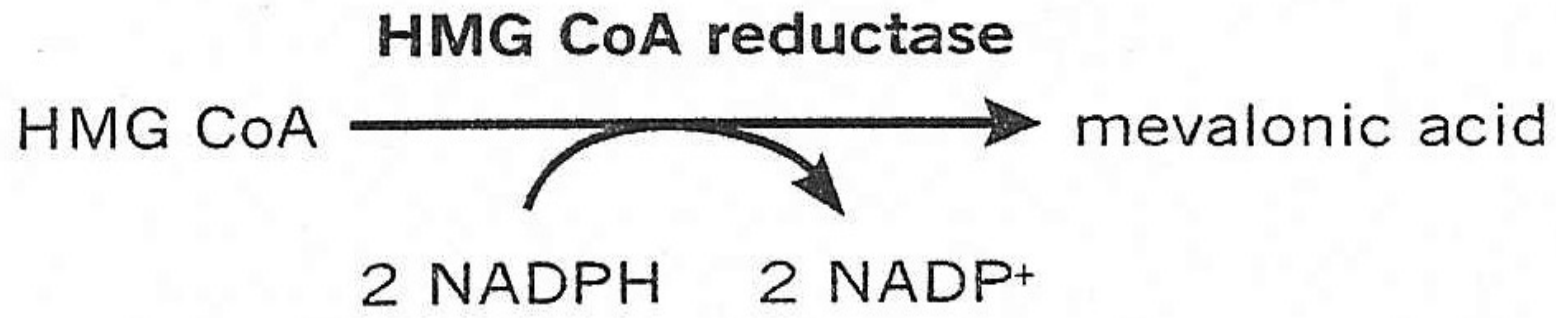 HMG CoA reductase
HMG CoA mevalonic acid
2 NADPH 2 NADP+